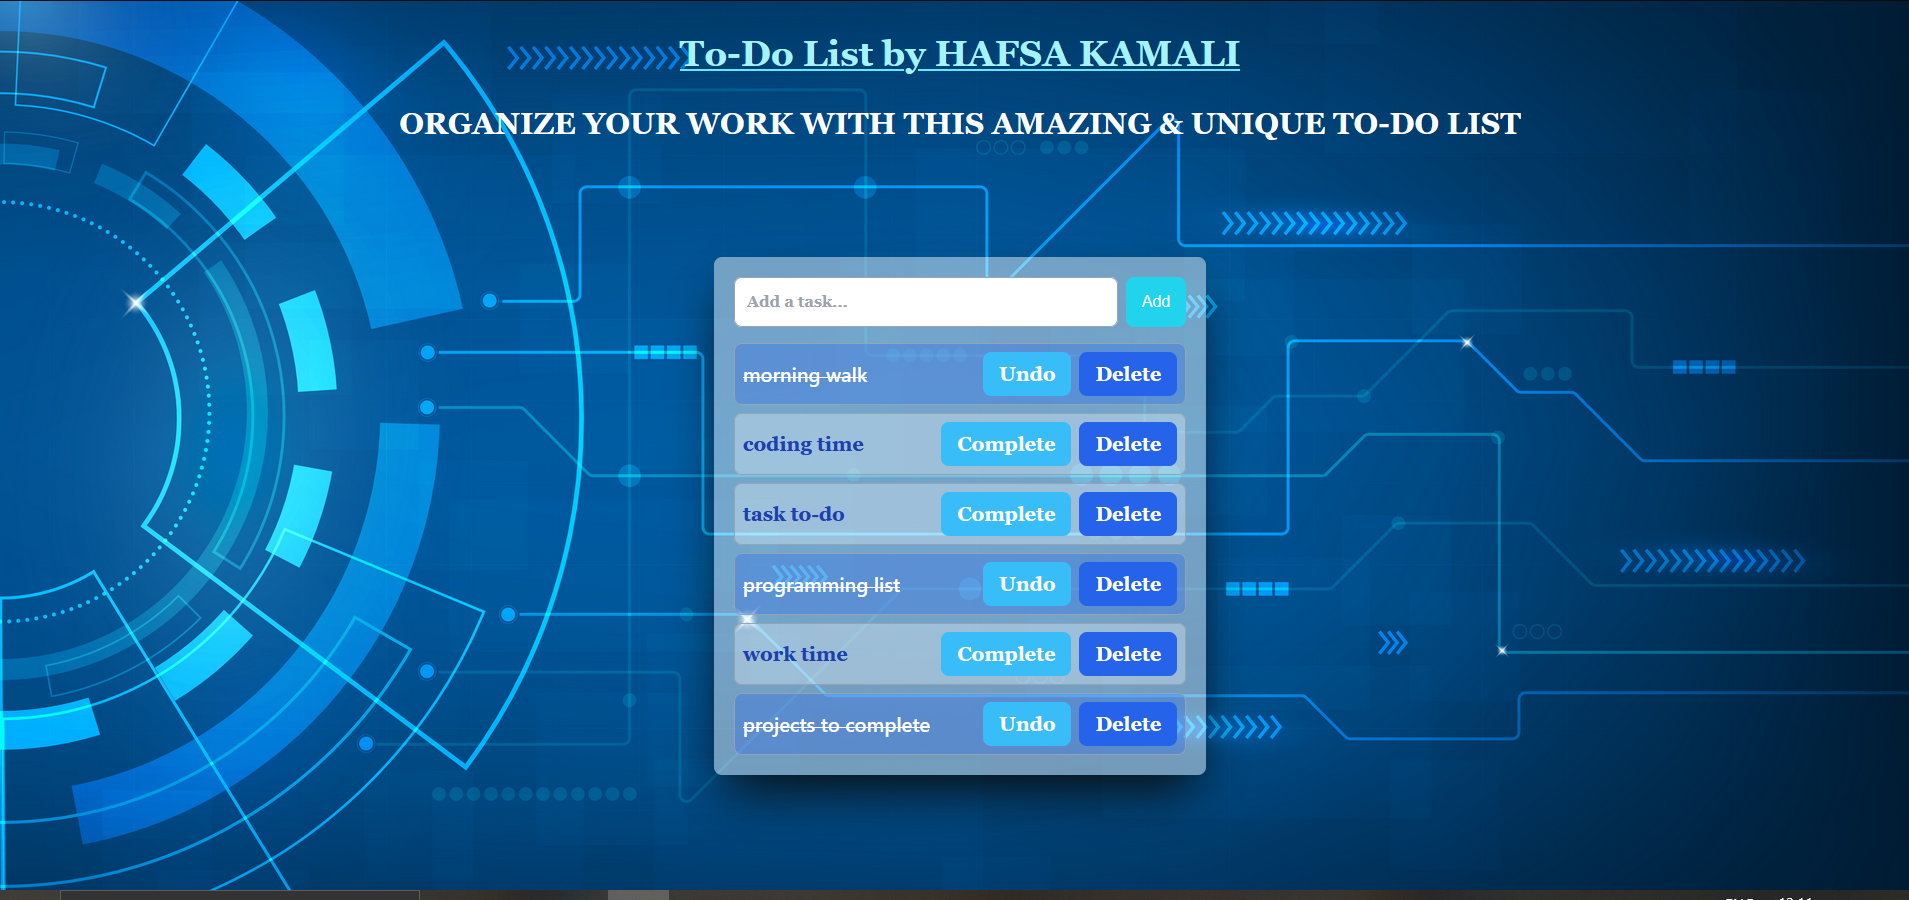 To-Do List by HAFSA KAMALI
ORGANIZE YOUR WORK WITH THIS AMAZING & UNIQUE TO-DO LIST
Add a task... Add
morning walk Undo Delete
coding time Complete Delete
task to-do Complete Delete
programming list Undo Delete
work time Complete Delete
projects to complete Undo Delete